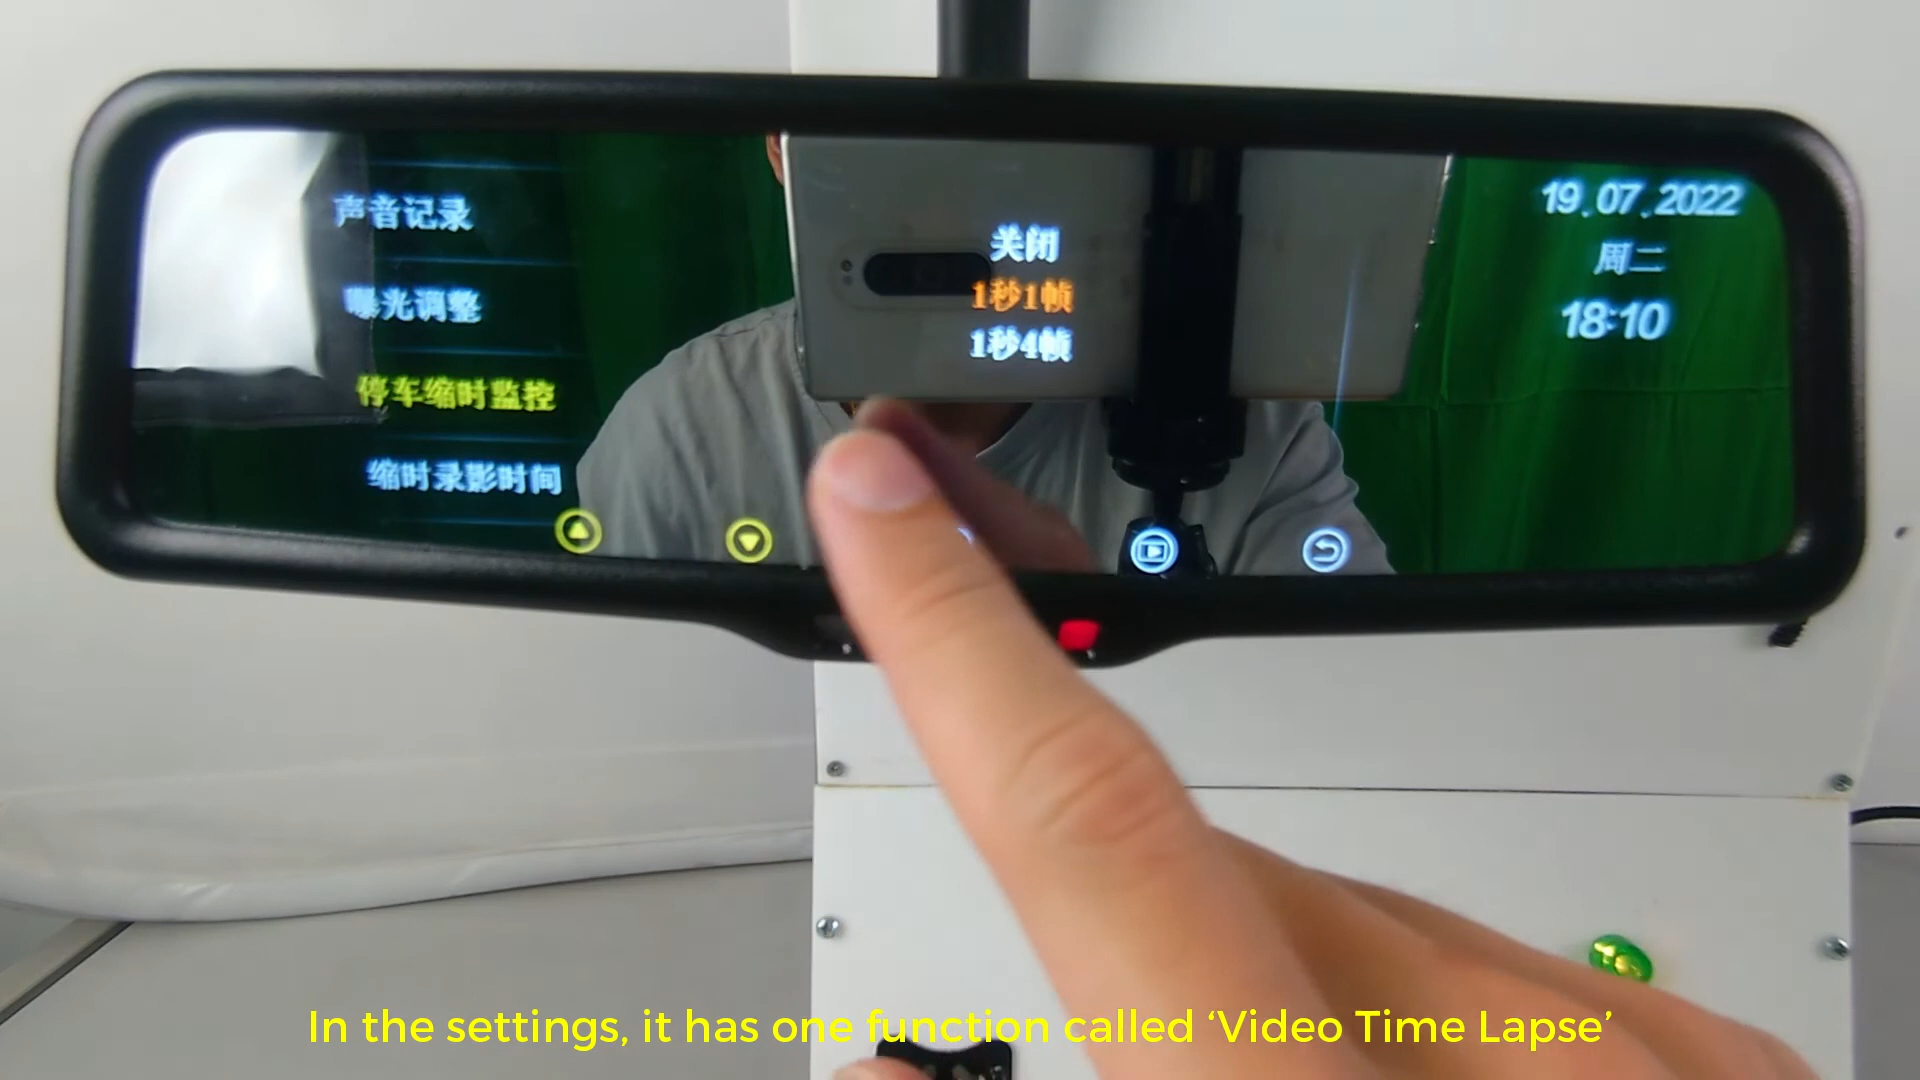 声音记录
曝光调整
停车缩时监控
缩时录影时间
关闭
1秒1帧
1秒4帧
19.07.2022
周二
18:10
In the settings, it has one function called ‘Video Time Lapse’